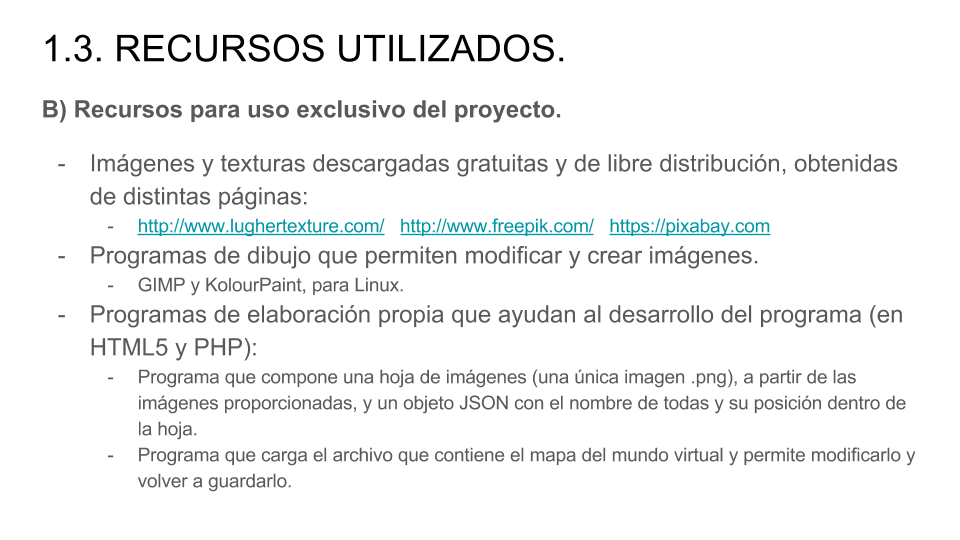 1.3. RECURSOS UTILIZADOS.
B) Recursos para uso exclusivo del proyecto.
- Imágenes y texturas descargadas gratuitas y de libre distribución, obtenidas
de distintas páginas:
- http://www.lughertexture.com/ http://www.freepik.com/ https://pixabay.com
- Programas de dibujo que permiten modificar y crear imágenes.
- GIMP y KolourPaint, para Linux.
- Programas de elaboración propia que ayudan al desarrollo del programa (en
HTML5 y PHP):
- Programa que compone una hoja de imágenes (una única imagen .png), a partir de las
imágenes proporcionadas, y un objeto JSON con el nombre de todas y su posición dentro de
la hoja.
- Programa que carga el archivo que contiene el mapa del mundo virtual y permite modificarlo y
volver a guardarlo.